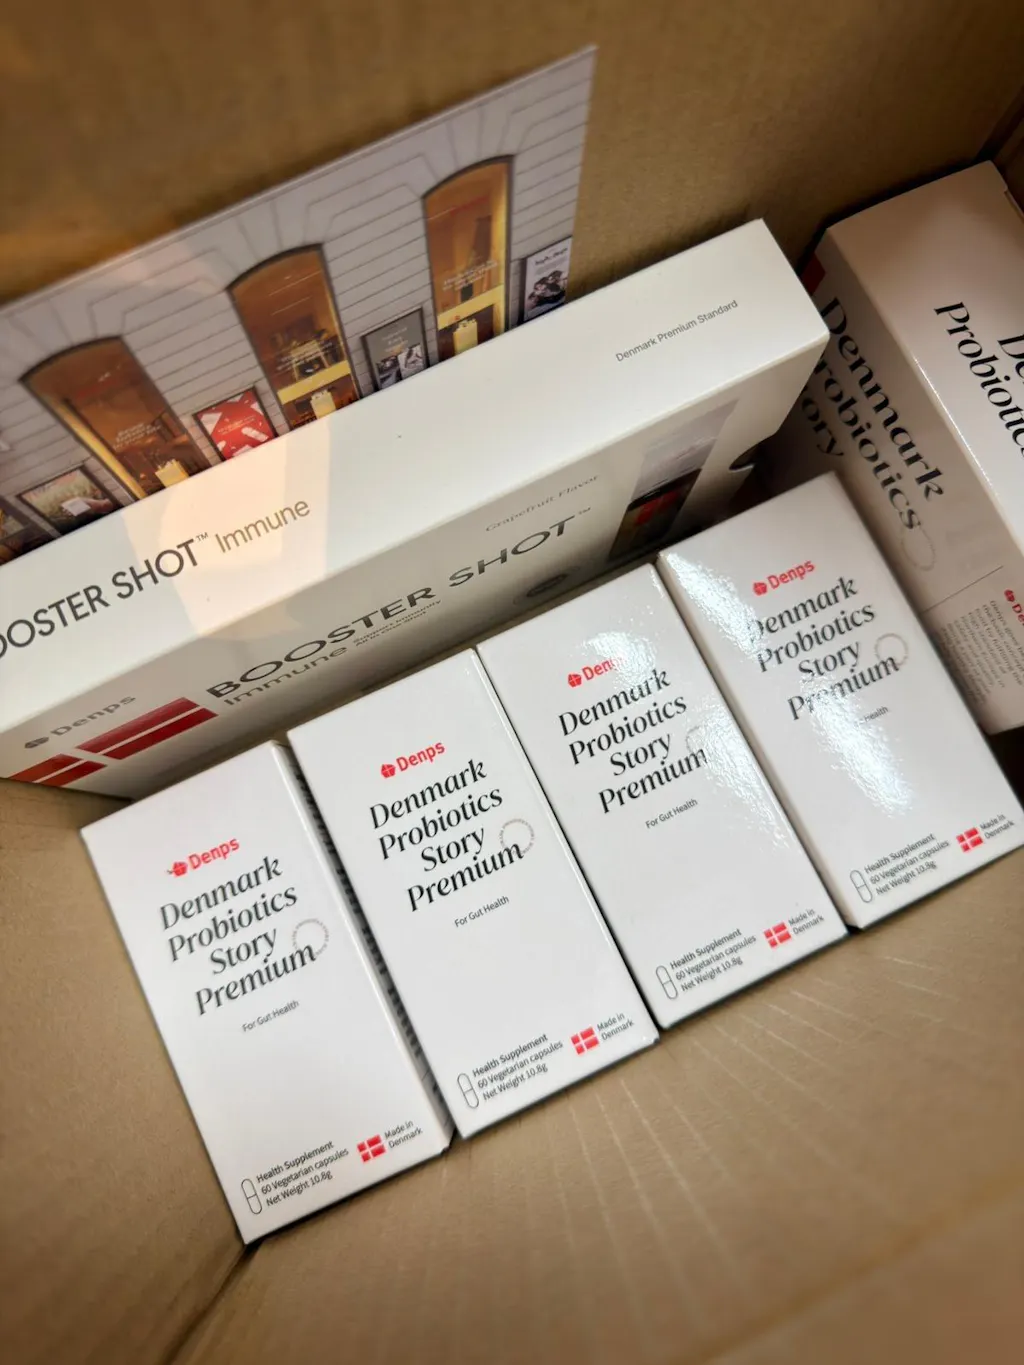 Denmark Premium Standard
OOSTER SHOT™ Immune
Grapefruit Flavor
BOOSTER SHOT™
Immune
Denps
Denmark
Probiotics
Story
Probiotic
Denps
Denmark
Probiotics
Story
Premium
For Gut Health
Health Supplement
60 Vegetarian capsules
Net Weight 10.8g
Made in
Denmark
Denps
Denmark
Probiotics
Story
Premium
For Gut Health
Health Supplement
60 Vegetarian capsules
Net Weight 10.8g
Made in
Denmark
Denps
Denmark
Probiotics
Story
Premium
For Gut Health
Health Supplement
60 Vegetarian capsules
Net Weight 10.8g
Made in
Denmark
Denps
Denmark
Probiotics
Story
Premium
Health
Health Supplement
60 Vegetarian capsules
Net Weight 10.8g
Made in
Denmark